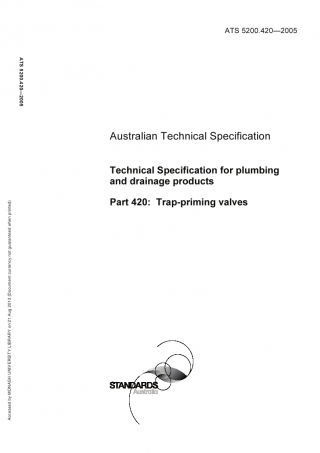 ATS 5200.420—2005
ATS 5200.420—2005
Australian Technical Specification
Technical Specification for plumbing
and drainage products
Part 420: Trap-priming valves
Accessed by MONASH UNIVERSITY LIBRARY on 21 Aug 2013 (Document currency not guaranteed when printed)
STANDARDS
Australia